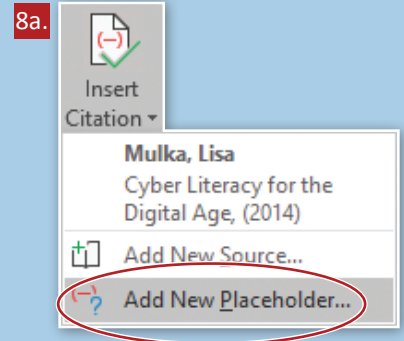 8a.
Insert
Citation
Mulka, Lisa
Cyber Literacy for the
Digital Age, (2014)
Add New Source...
Add New Placeholder...